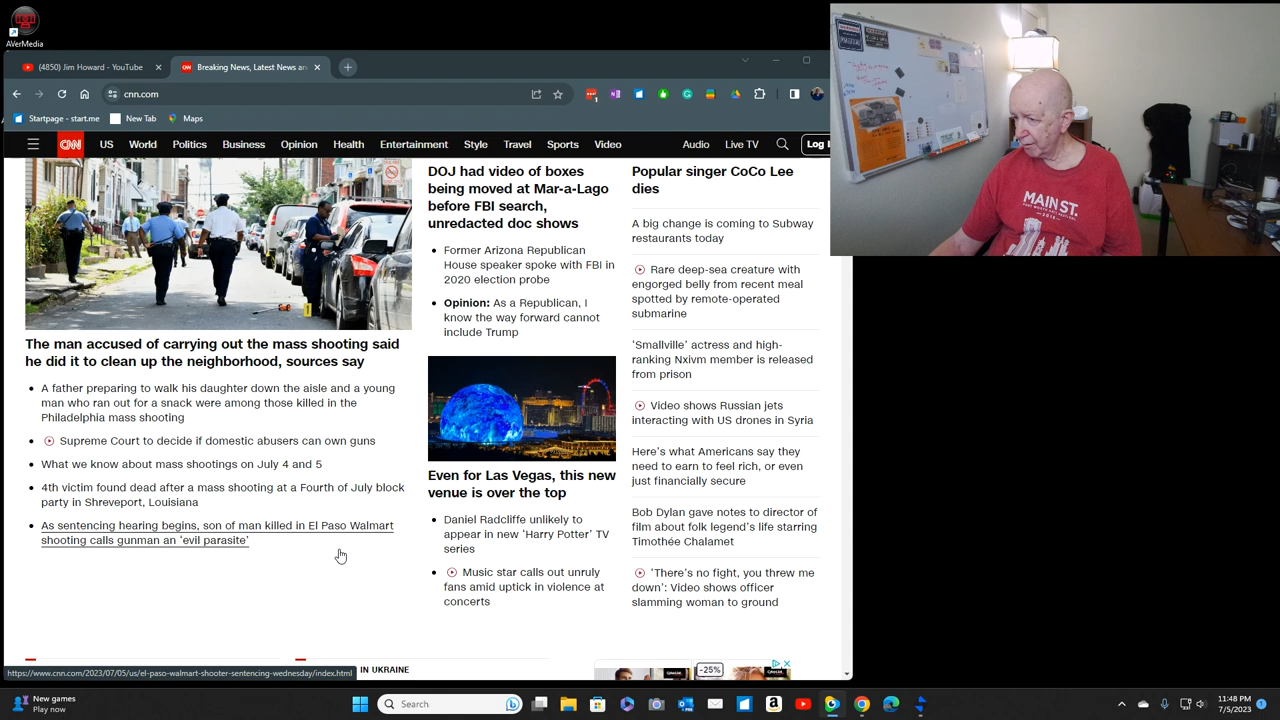 AVerMedia
(4850) Jim Howard - YouTube
Breaking News, Latest News an
cnn.com
Startpage - start.me
New Tab
Maps
CNN
US World Politics Business Opinion Health Entertainment Style Travel Sports Video Audio Live TV Log I
The man accused of carrying out the mass shooting said
he did it to clean up the neighborhood, sources say
A father preparing to walk his daughter down the aisle and a young
man who ran out for a snack were among those killed in the
Philadelphia mass shooting
Supreme Court to decide if domestic abusers can own guns
What we know about mass shootings on July 4 and 5
4th victim found dead after a mass shooting at a Fourth of July block
party in Shreveport, Louisiana
As sentencing hearing begins, son of man killed in El Paso Walmart
shooting calls gunman an ‘evil parasite’
DOJ had video of boxes
being moved at Mar-a-Lago
before FBI search,
unredacted doc shows
Former Arizona Republican
House speaker spoke with FBI in
2020 election probe
Opinion: As a Republican, I
know the way forward cannot
include Trump
Even for Las Vegas, this new
venue is over the top
Daniel Radcliffe unlikely to
appear in new ‘Harry Potter’ TV
series
Music star calls out unruly
fans amid uptick in violence at
concerts
Popular singer CoCo Lee
dies
A big change is coming to Subway
restaurants today
Rare deep-sea creature with
engorged belly from recent meal
spotted by remote-operated
submarine
‘Smallville’ actress and high-
ranking Nxivm member is released
from prison
Video shows Russian jets
interacting with US drones in Syria
Here’s what Americans say they
need to earn to feel rich, or even
just financially secure
Bob Dylan gave notes to director of
film about folk legend’s life starring
Timothée Chalamet
‘There’s no fight, you threw me
down’: Video shows officer
slamming woman to ground
IN UKRAINE
-25%
https://www.cnn.com/2023/07/05/us/el-paso-walmart-shooter-sentencing-wednesday/index.html
MAIN ST.
New games
Play now
Search
11:48 PM
7/5/2023